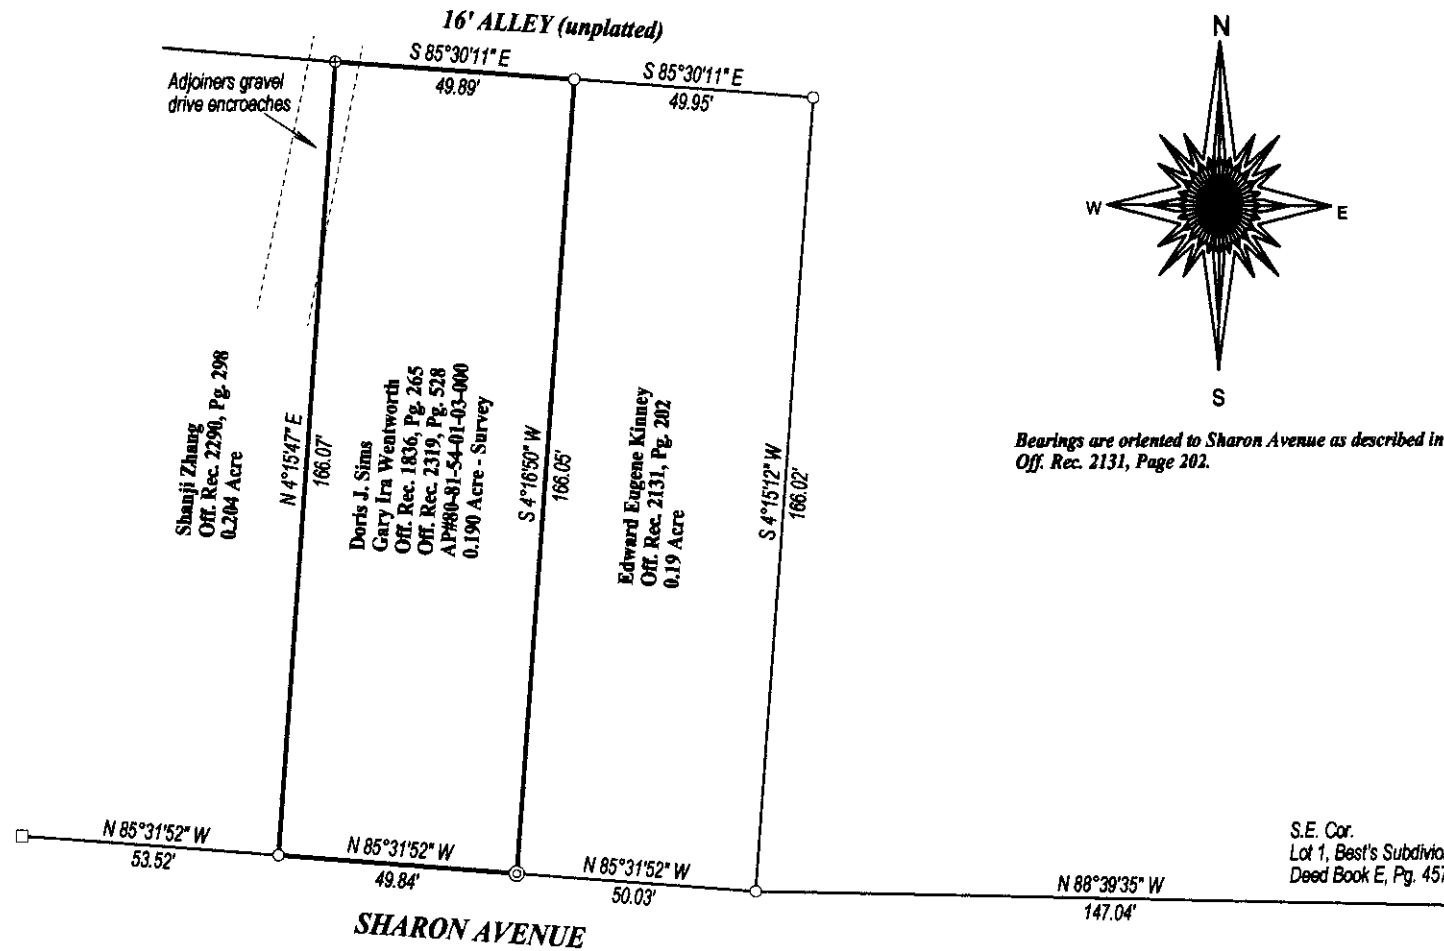 16' ALLEY (unplatted)
S 85°30'11" E
49.89'
S 85°30'11" E
49.95'
Adjoiners gravel
drive encroaches
N
W
E
S
Bearings are oriented to Sharon Avenue as described in
Off. Rec. 2131, Page 202.
Shanji Zhang
Off. Rec. 2290, Pg. 298
0.204 Acre
N 4°15'47" E
166.07'
Doris J. Sims
Gary Ira Wentworth
Off. Rec. 1836, Pg. 265
Off. Rec. 2319, Pg. 528
AP#80-81-54-01-03-000
0.190 Acre - Survey
S 4°16'50" W
166.05'
Edward Eugene Kinney
Off. Rec. 2131, Pg. 202
0.19 Acre
S 4°15'12" W
166.02'
N 85°31'52" W
53.52'
N 85°31'52" W
49.84'
N 85°31'52" W
50.03'
N 88°39'35" W
147.04'
S.E. Cor.
Lot 1, Best's Subdivis
Deed Book E, Pg. 457
SHARON AVENUE